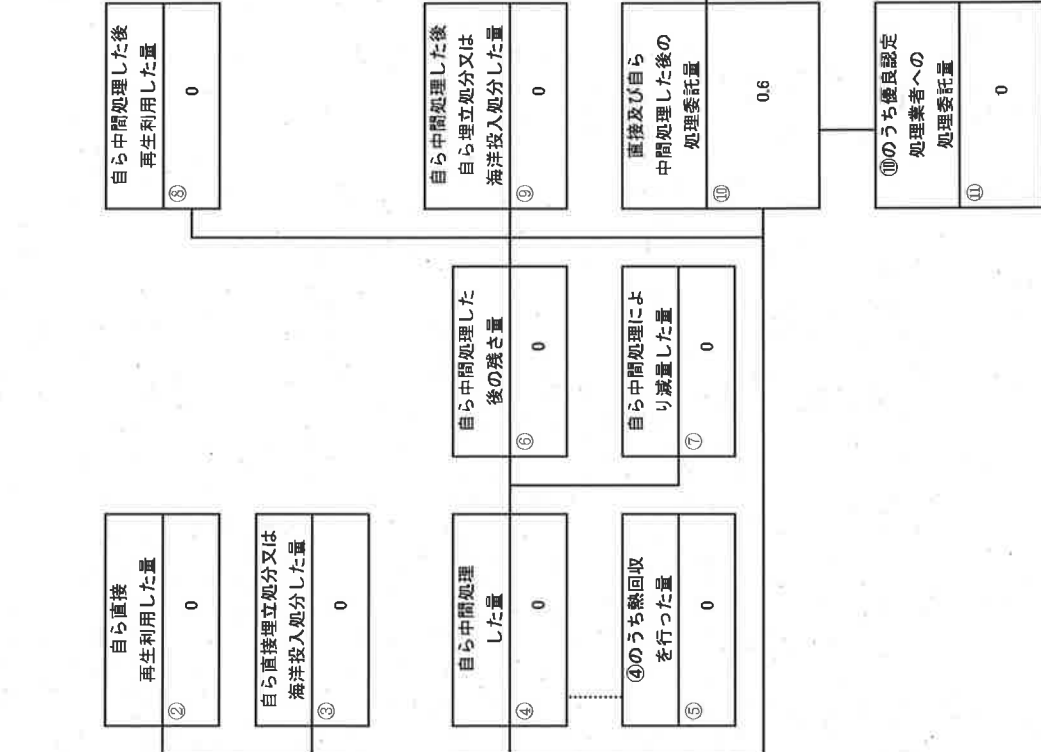 自ら直接
再生利用した量
②
0
自ら直接埋立処分又は
海洋投入処分した量
③
0
自ら中間処理
した量
④
0
④のうち熱回収
を行った量
⑤
0
自ら中間処理した
後の残さ量
⑥
0
自ら中間処理によ
り減量した量
⑦
0
自ら中間処理した後
再生利用した量
⑧
0
自ら中間処理した後
自ら埋立処分又は
海洋投入処分した量
⑨
0
直接及び自ら
中間処理した後の
処理委託量
⑩
0.6
⑩のうち優良認定
処理業者への
処理委託量
⑪
0